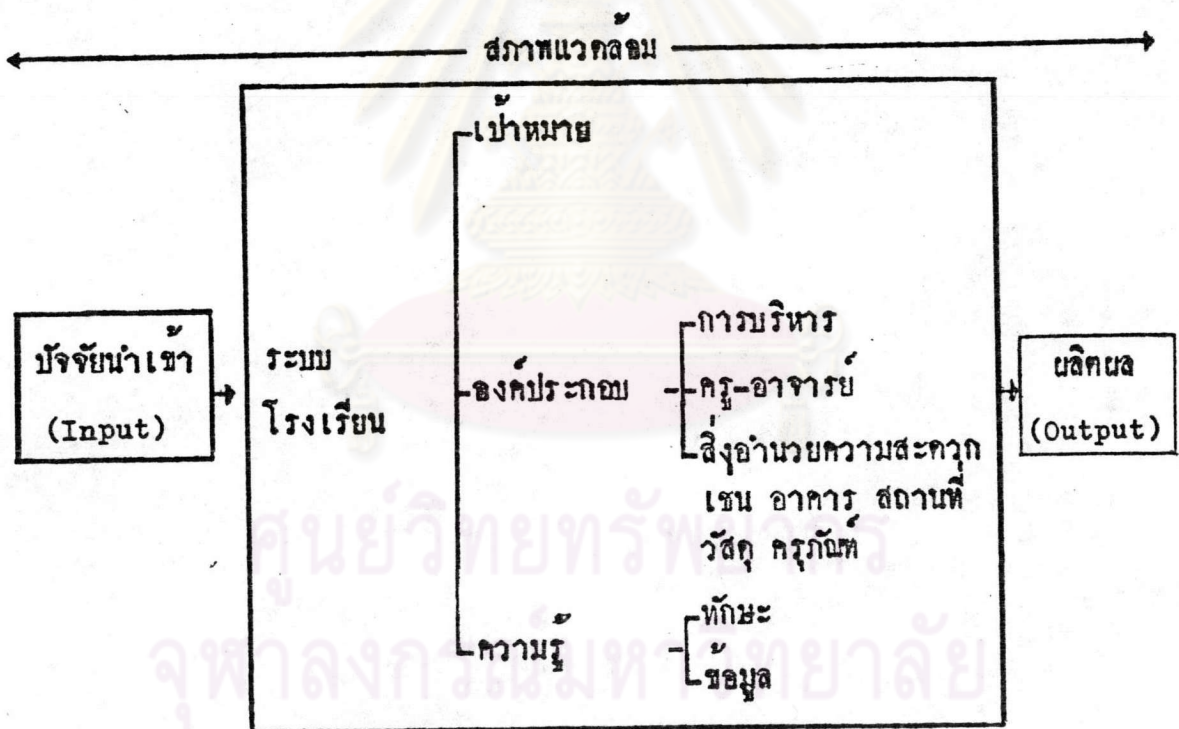 สภาพแวดล้อม
เป้าหมาย
การบริหาร
ปัจจัยนำเข้า
(Input)
ระบบ
โรงเรียน
องค์ประกอบ
ครู-อาจารย์
ผลิตผล
(Output)
สิ่งอำนวยความสะดวก
เชน อาคาร สถานที่
วัสดุ ครุภัณฑ์
ศูนย์วิทยทรัพยากร
ทักษะ
ความรู้
ข้อมูล
จุฬาลงกรณ์มหาวิทยาลัย